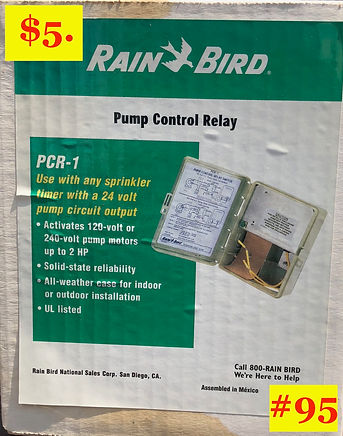 $5.
RAIN BIRD®
Pump Control Relay
PCR-1
Use with any sprinkler
timer with a 24 volt
pump circuit output
• Activates 120-volt or
240-volt pump motors
up to 2 HP
• Solid-state reliability
• All-weather case for indoor
or outdoor installation
• UL listed
RAIN BIRD
Call 800-RAIN BIRD
We're Here to Help
Rain Bird National Sales Corp. San Diego, CA.
Assembled in México
#95